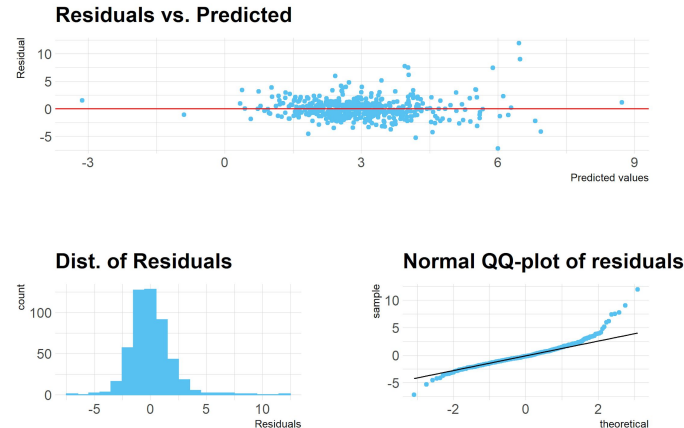 Residuals vs. Predicted
Residual
10
5
0
-5
-3 0 3 6 9
Predicted values
Dist. of Residuals
count
100
50
0
-5 0 5 10
Residuals
Normal QQ-plot of residuals
sample
10
5
0
-5
-2 0 2
theoretical